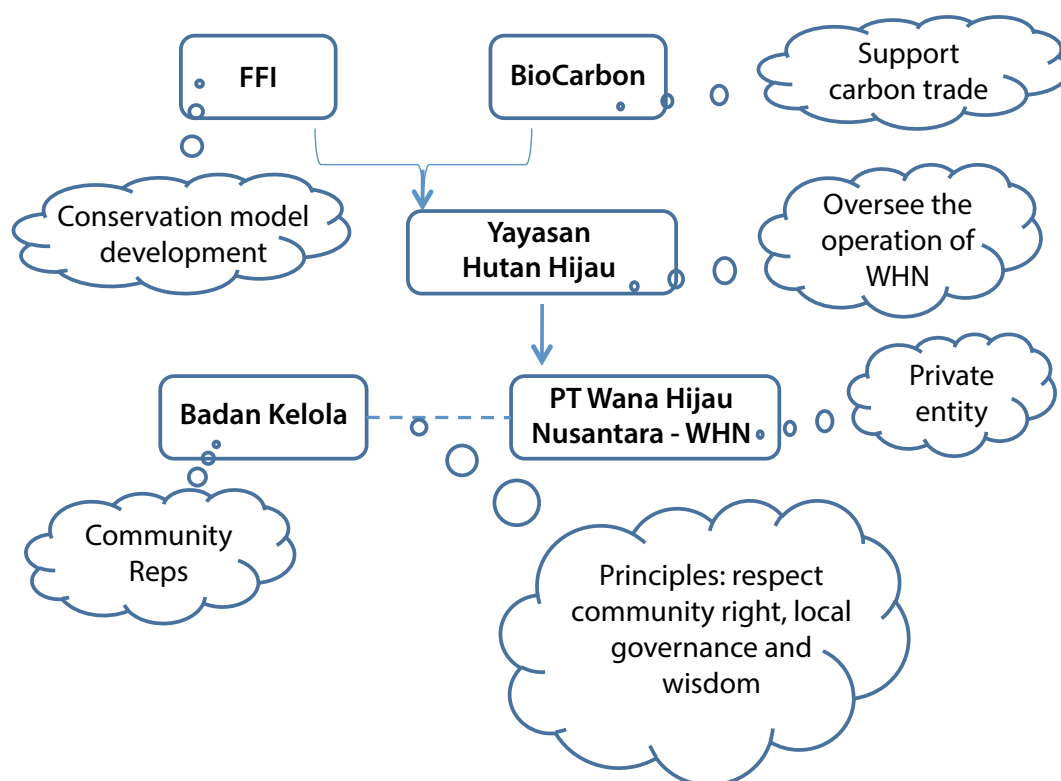 FFI
BioCarbon
Support
carbon trade
Conservation model
development
Yayasan
Hutan Hijau
Oversee the
operation of
WHN
Badan Kelola
PT Wana Hijau
Nusantara - WHN
Private
entity
Community
Reps
Principles: respect
community right, local
governance and
wisdom